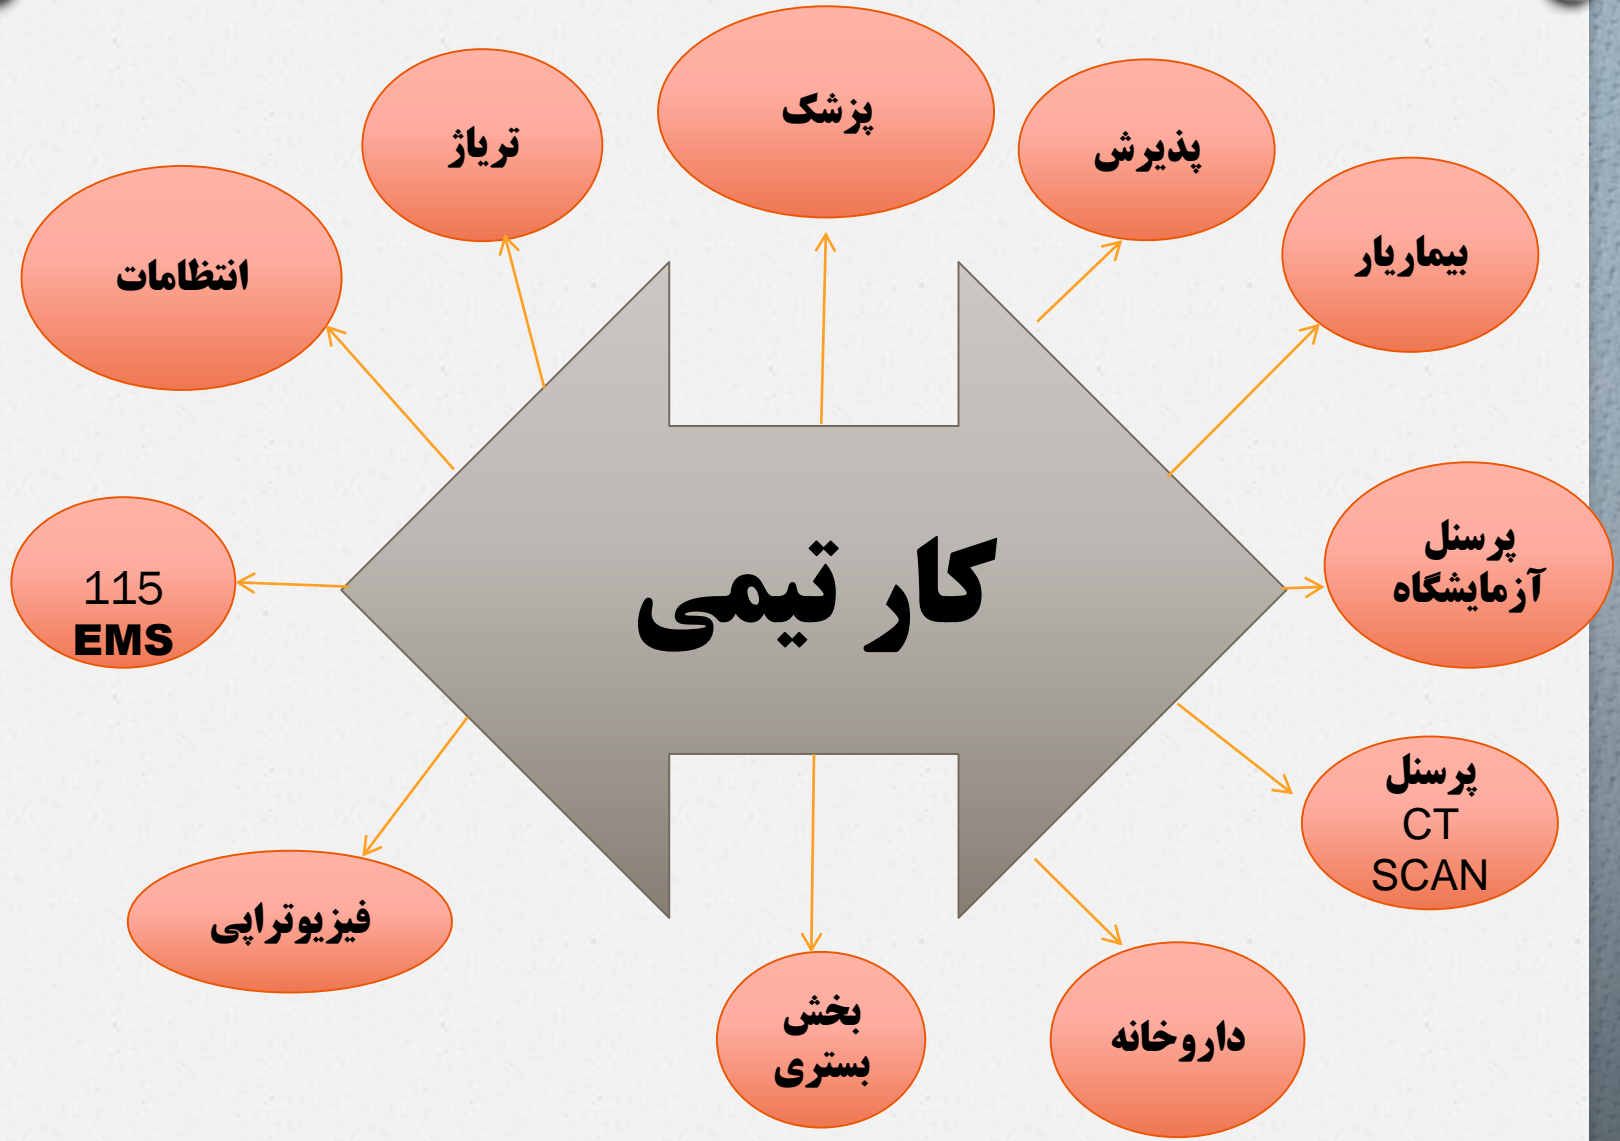 پزشک
پذیرش
تریاژ
بیماریار
انتظامات
پرسنل
آزمایشگاه
کار تیمی
115
EMS
پرسنل
CT
SCAN
فیزیوتراپی
بخش
بستری
داروخانه